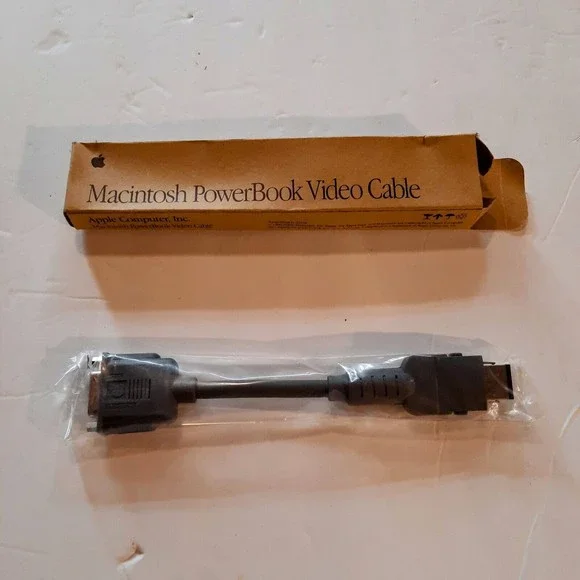 Macintosh PowerBook Video Cable
Apple Computer, Inc.
Macintosh PowerBook Video Cable